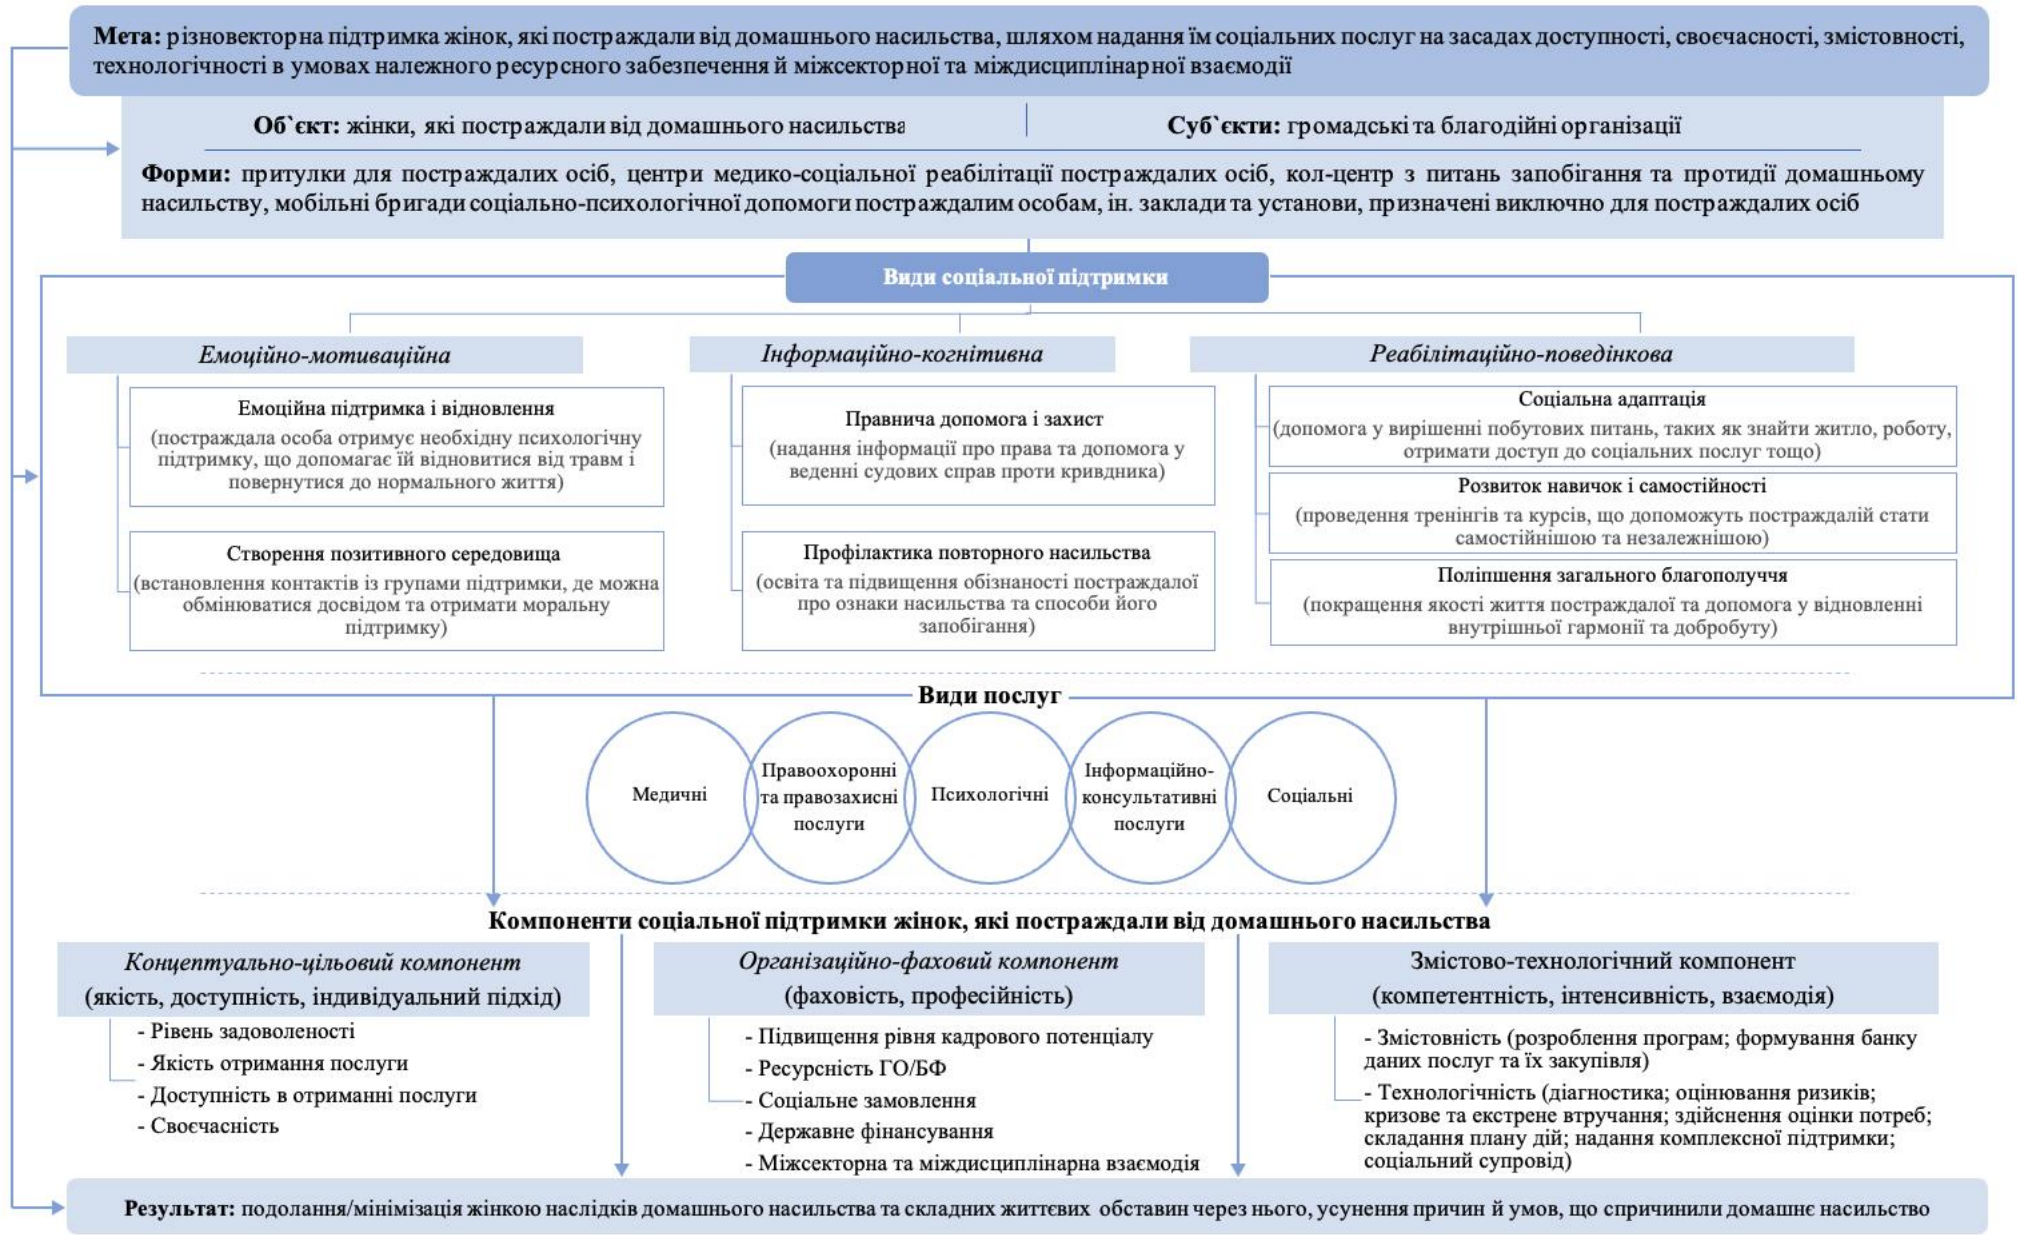 Мета: різновекторна підтримка жінок, які постраждали від домашнього насильства, шляхом надання їм соціальних послуг на засадах доступності, своєчасності, змістовності,
технологічності в умовах належного ресурсного забезпечення й міжсекторної та міждисциплінарної взаємодії
Об`єкт: жінки, які постраждали від домашнього насильства
Суб`єкти: громадські та благодійні організації
Форми: притулки для постраждалих осіб, центри медико-соціальної реабілітації постраждалих осіб, кол-центр з питань запобігання та протидії домашньому
насильству, мобільні бригади соціально-психологічної допомоги постраждалим особам, ін. заклади та установи, призначені виключно для постраждалих осіб
Види соціальної підтримки
Емоційно-мотиваційна
Емоційна підтримка і відновлення
(постраждала особа отримує необхідну психологічну
підтримку, що допомагає їй відновитися від травм і
повернутися до нормального життя)
Створення позитивного середовища
(встановлення контактів із групами підтримки, де можна
обмінюватися досвідом та отримати моральну
підтримку)
Інформаційно-когнітивна
Правнича допомога і захист
(надання інформації про права та допомога у
веденні судових справ проти кривдника)
Профілактика повторного насильства
(освіта та підвищення обізнаності постраждалої
про ознаки насильства та способи його
запобігання)
Реабілітаційно-поведінкова
Соціальна адаптація
(допомога у вирішенні побутових питань, таких як знайти житло, роботу,
отримати доступ до соціальних послуг тощо)
Розвиток навичок і самостійності
(проведення тренінгів та курсів, що допоможуть постраждалій стати
самостійнішою та незалежнішою)
Поліпшення загального благополуччя
(покращення якості життя постраждалої та допомога у відновленні
внутрішньої гармонії та добробуту)
Види послуг
Медичні
Правоохоронні
та правозахисні
послуги
Психологічні
Інформаційно-
консультативні
послуги
Соціальні
Компоненти соціальної підтримки жінок, які постраждали від домашнього насильства
Концептуально-цільовий компонент
(якість, доступність, індивідуальний підхід)
- Рівень задоволеності
- Якість отримання послуги
- Доступність в отриманні послуги
- Своєчасність
Організаційно-фаховий компонент
(фаховість, професійність)
- Підвищення рівня кадрового потенціалу
- Ресурсність ГО/БФ
- Соціальне замовлення
- Державне фінансування
- Міжсекторна та міждисциплінарна взаємодія
Змістово-технологічний компонент
(компетентність, інтенсивність, взаємодія)
- Змістовність (розроблення програм; формування банку
даних послуг та їх закупівля)
- Технологічність (діагностика; оцінювання ризиків;
кризове та екстрене втручання; здійснення оцінки потреб;
складання плану дій; надання комплексної підтримки;
соціальний супровід)
Результат: подолання/мінімізація жінкою наслідків домашнього насильства та складних життєвих обставин через нього, усунення причин й умов, що спричинили домашнє насильство